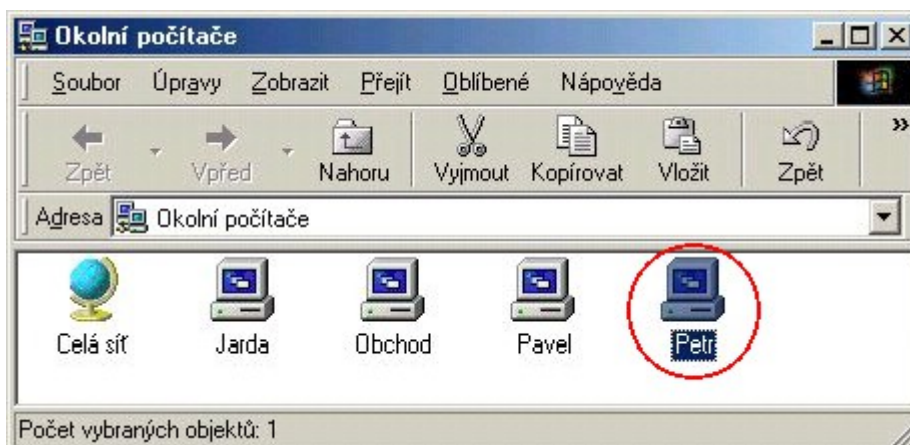 Okolní počítače
Soubor Úpravy Zobrazit Přejít Oblíbené Nápověda
Zpět Vpřed Nahoru Vyjmout Kopírovat Vložit Zpět »
Adresa Okolní počítače
Celá síť Jarda Obchod Pavel Petr
Počet vybraných objektů: 1